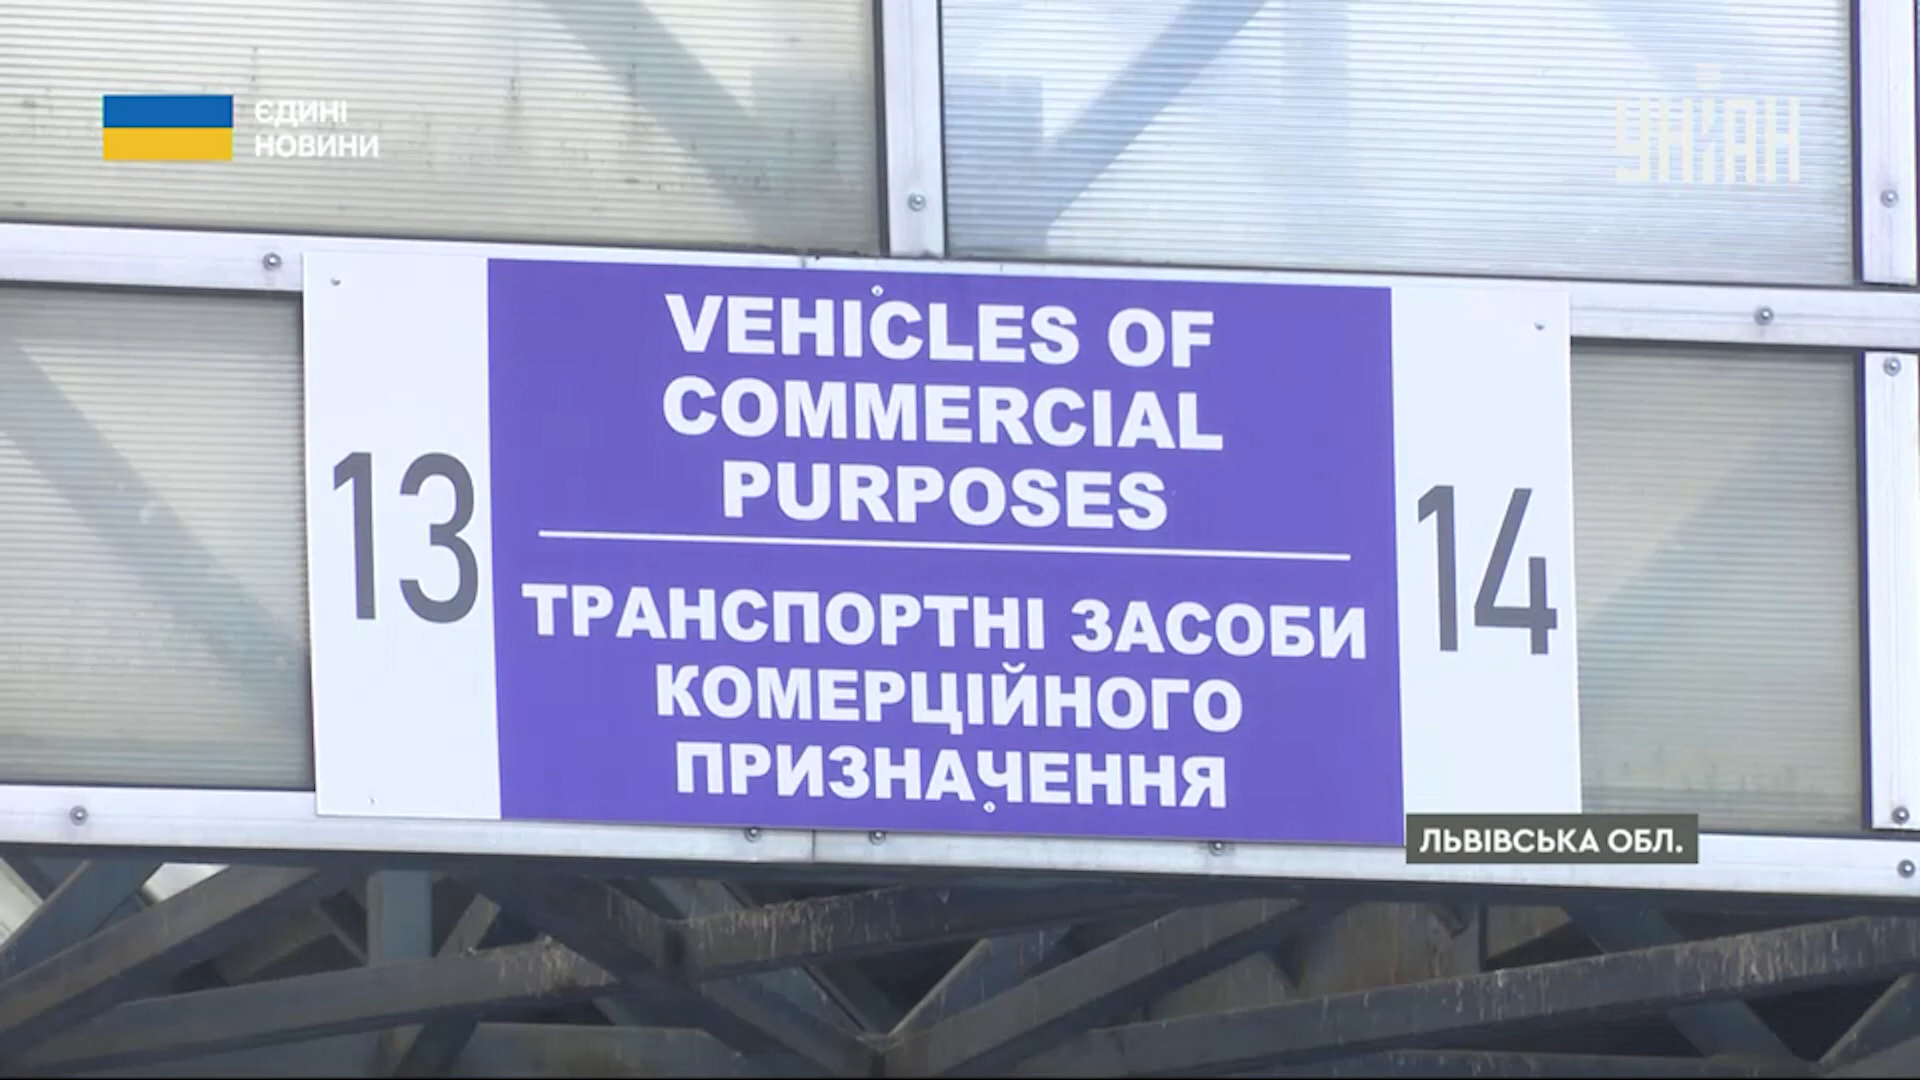 ЄДИНІ
НОВИНИ
УНІАН
VEHICLES OF
COMMERCIAL
PURPOSES
13
14
ТРАНСПОРТНІ ЗАСОБИ
КОМЕРЦІЙНОГО
ПРИЗНАЧЕННЯ
ЛЬВІВСЬКА ОБЛ.